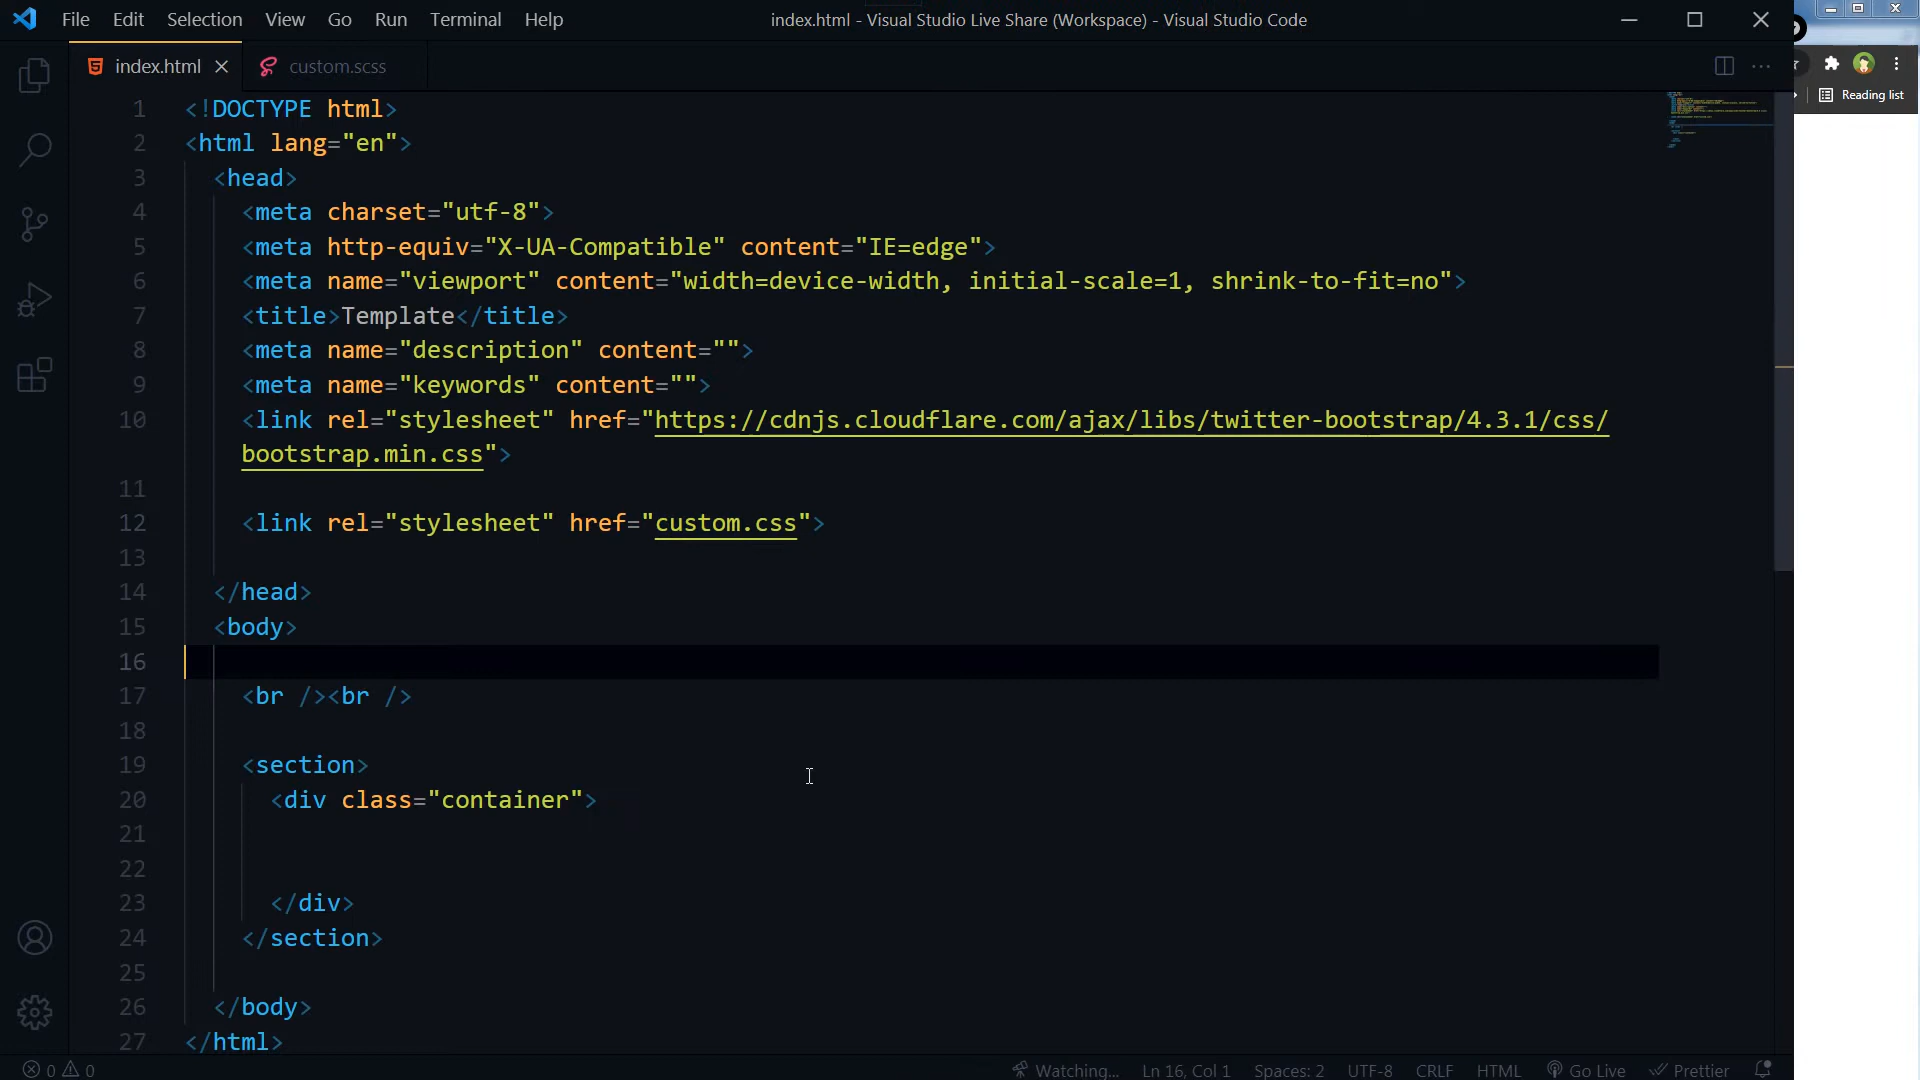 File Edit Selection View Go Run Terminal Help
index.html - Visual Studio Live Share (Workspace) - Visual Studio Code
index.html
custom.scss
Reading list
1 <!DOCTYPE html>
2 <html lang="en">
3 <head>
4 <meta charset="utf-8">
5 <meta http-equiv="X-UA-Compatible" content="IE=edge">
6 <meta name="viewport" content="width=device-width, initial-scale=1, shrink-to-fit=no">
7 <title>Template</title>
8 <meta name="description" content="">
9 <meta name="keywords" content="">
10 <link rel="stylesheet" href="https://cdnjs.cloudflare.com/ajax/libs/twitter-bootstrap/4.3.1/css/
bootstrap.min.css">
11
12 <link rel="stylesheet" href="custom.css">
13
14 </head>
15 <body>
16
17 <br /><br />
18
19 <section>
20 <div class="container">
21
22
23 </div>
24 </section>
25
26 </body>
27 </html>
0 0 Watching... Ln 16, Col 1 Spaces: 2 UTF-8 CRLF HTML Go Live Prettier